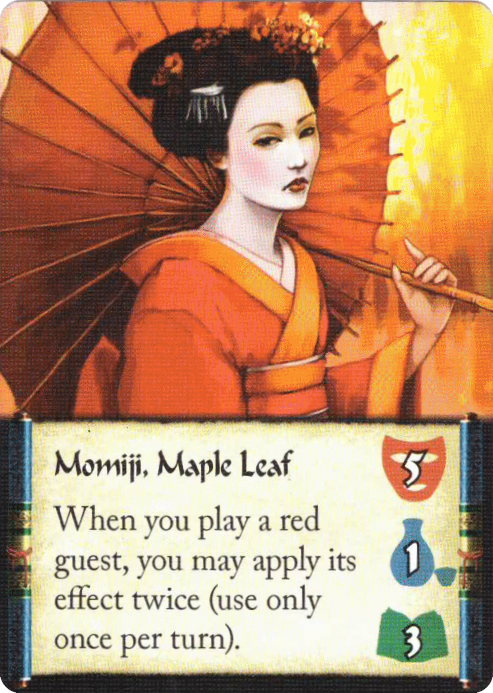 Momiji, Maple Leaf
5
When you play a red
guest, you may apply its
effect twice (use only
once per turn).
1
3